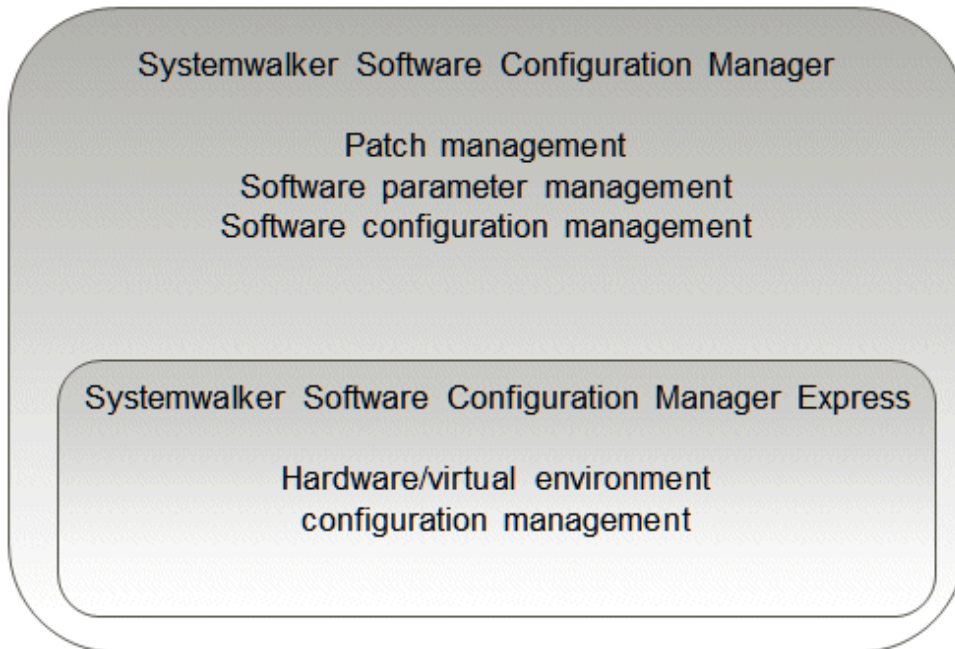 Systemwalker Software Configuration Manager
Patch management
Software parameter management
Software configuration management
Systemwalker Software Configuration Manager Express
Hardware/virtual environment
configuration management